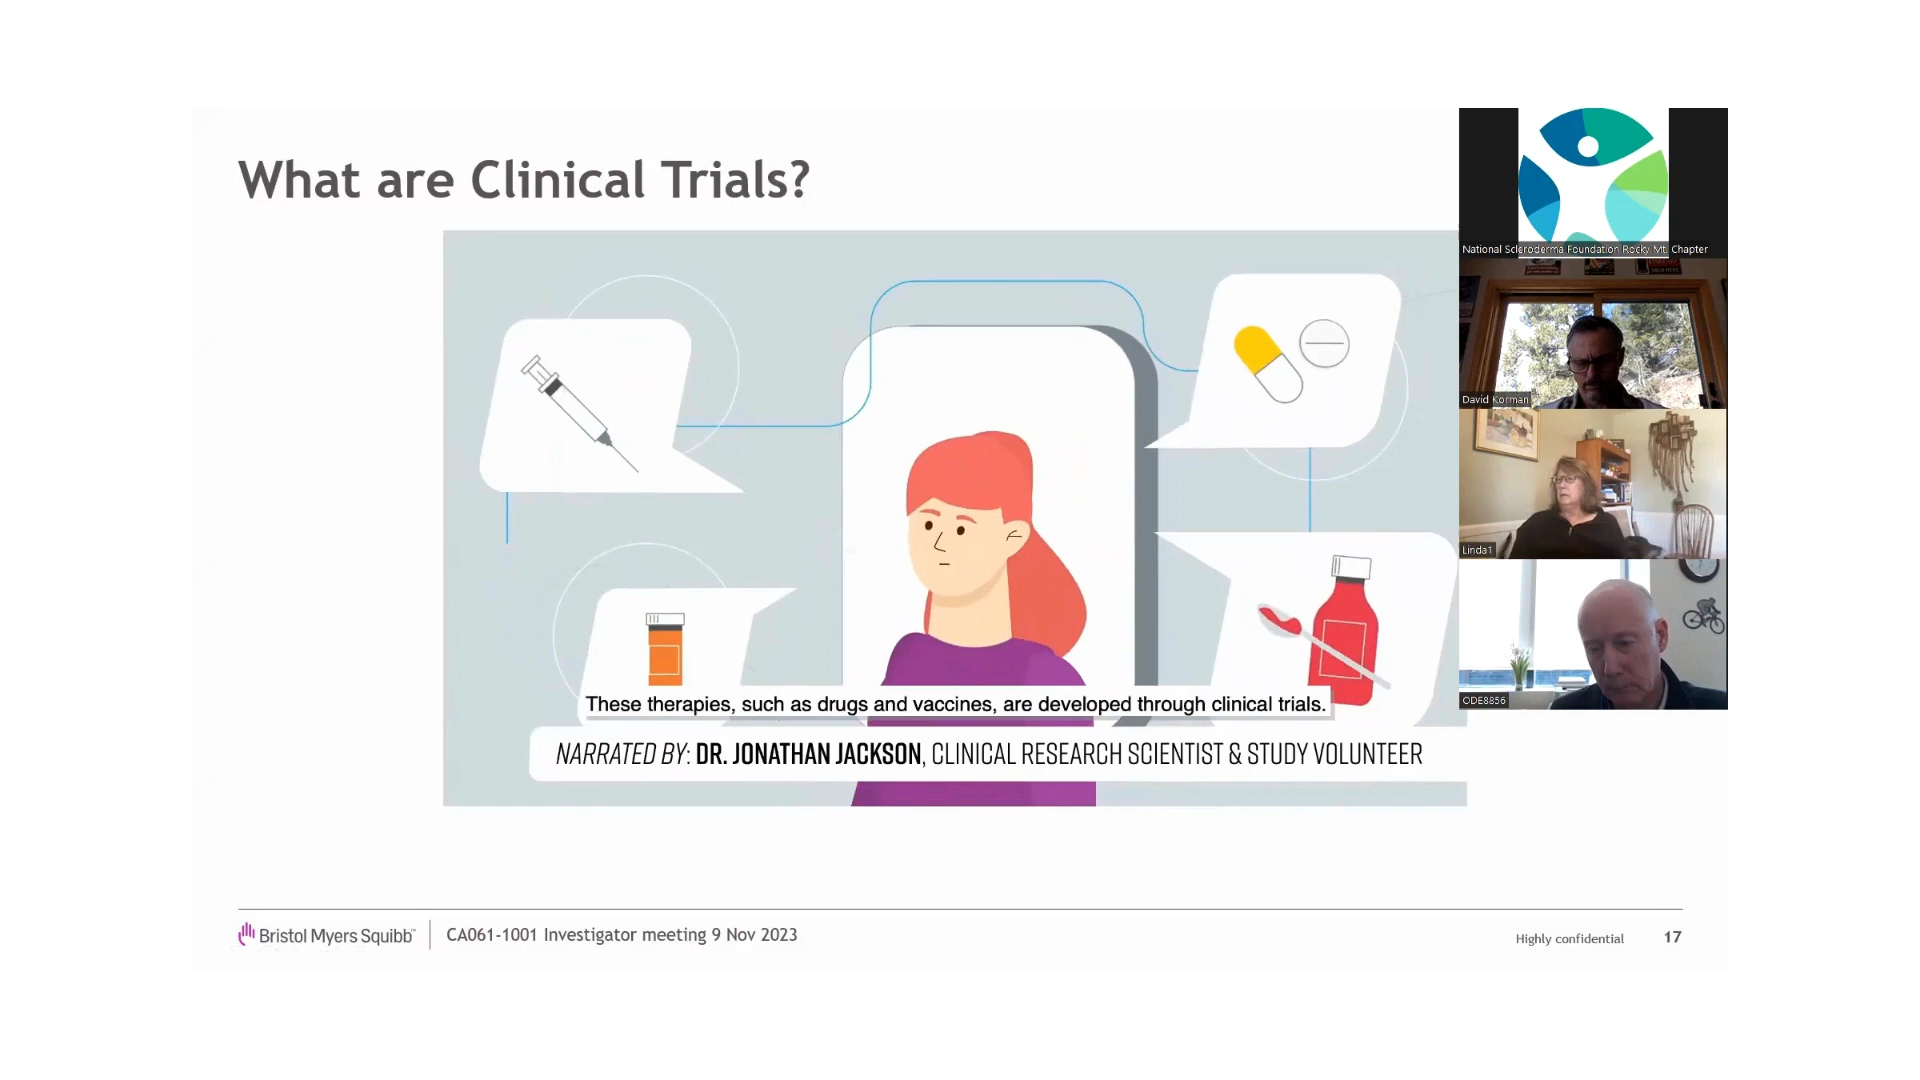 What are Clinical Trials?
National Scleroderma Foundation Rocky Mt. Chapter
David Korman
Linda1
ODE8856
These therapies, such as drugs and vaccines, are developed through clinical trials.
NARRATED BY: DR. JONATHAN JACKSON, CLINICAL RESEARCH SCIENTIST & STUDY VOLUNTEER
Bristol Myers Squibb™
CA061-1001 Investigator meeting 9 Nov 2023
Highly confidential
17